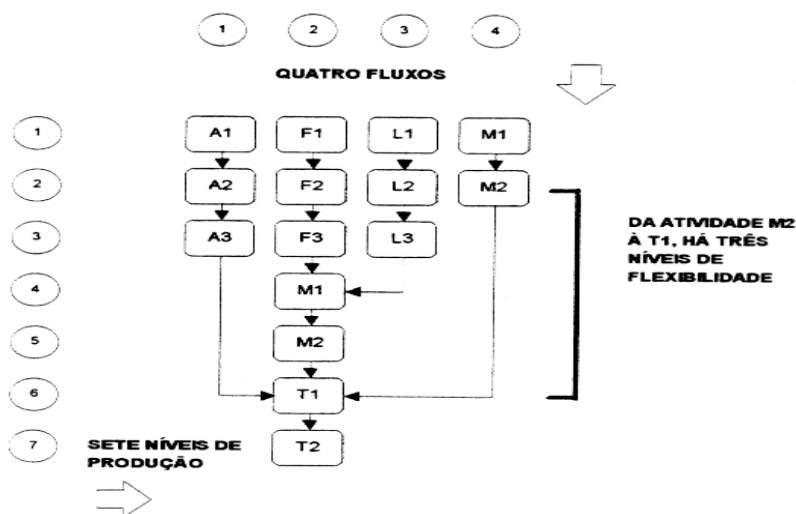 1 2 3 4
QUATRO FLUXOS
1 A1 F1 L1 M1
2 A2 F2 L2 M2
3 A3 F3 L3
DA ATIVIDADE M2
À T1, HÁ TRÊS
NÍVEIS DE
FLEXIBILIDADE
4 M1
5 M2
6 T1
7 SETE NÍVEIS DE
PRODUÇÃO
T2